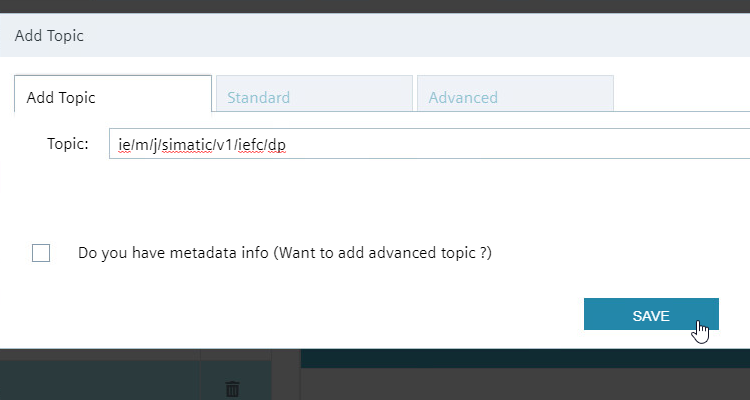 Add Topic
Add Topic Standard Advanced
Topic: ie/m/j/simatic/v1/iefc/dp
Do you have metadata info (Want to add advanced topic ?)
SAVE